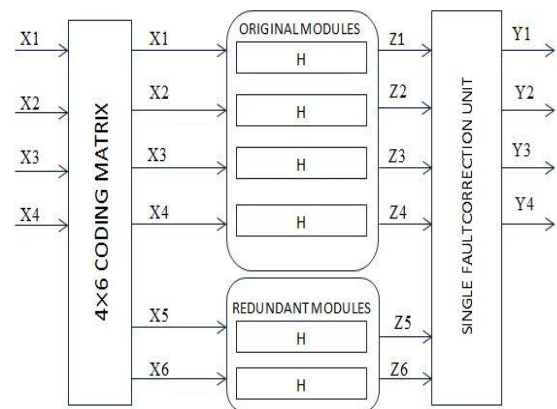 X1
X2
X3
X4
4×6 CODING MATRIX
X1
X2
X3
X4
X5
X6
ORIGINAL MODULES
H
H
H
H
REDUNDANT MODULES
H
H
Z1
Z2
Z3
Z4
Z5
Z6
SINGLE FAULT CORRECTION UNIT
Y1
Y2
Y3
Y4